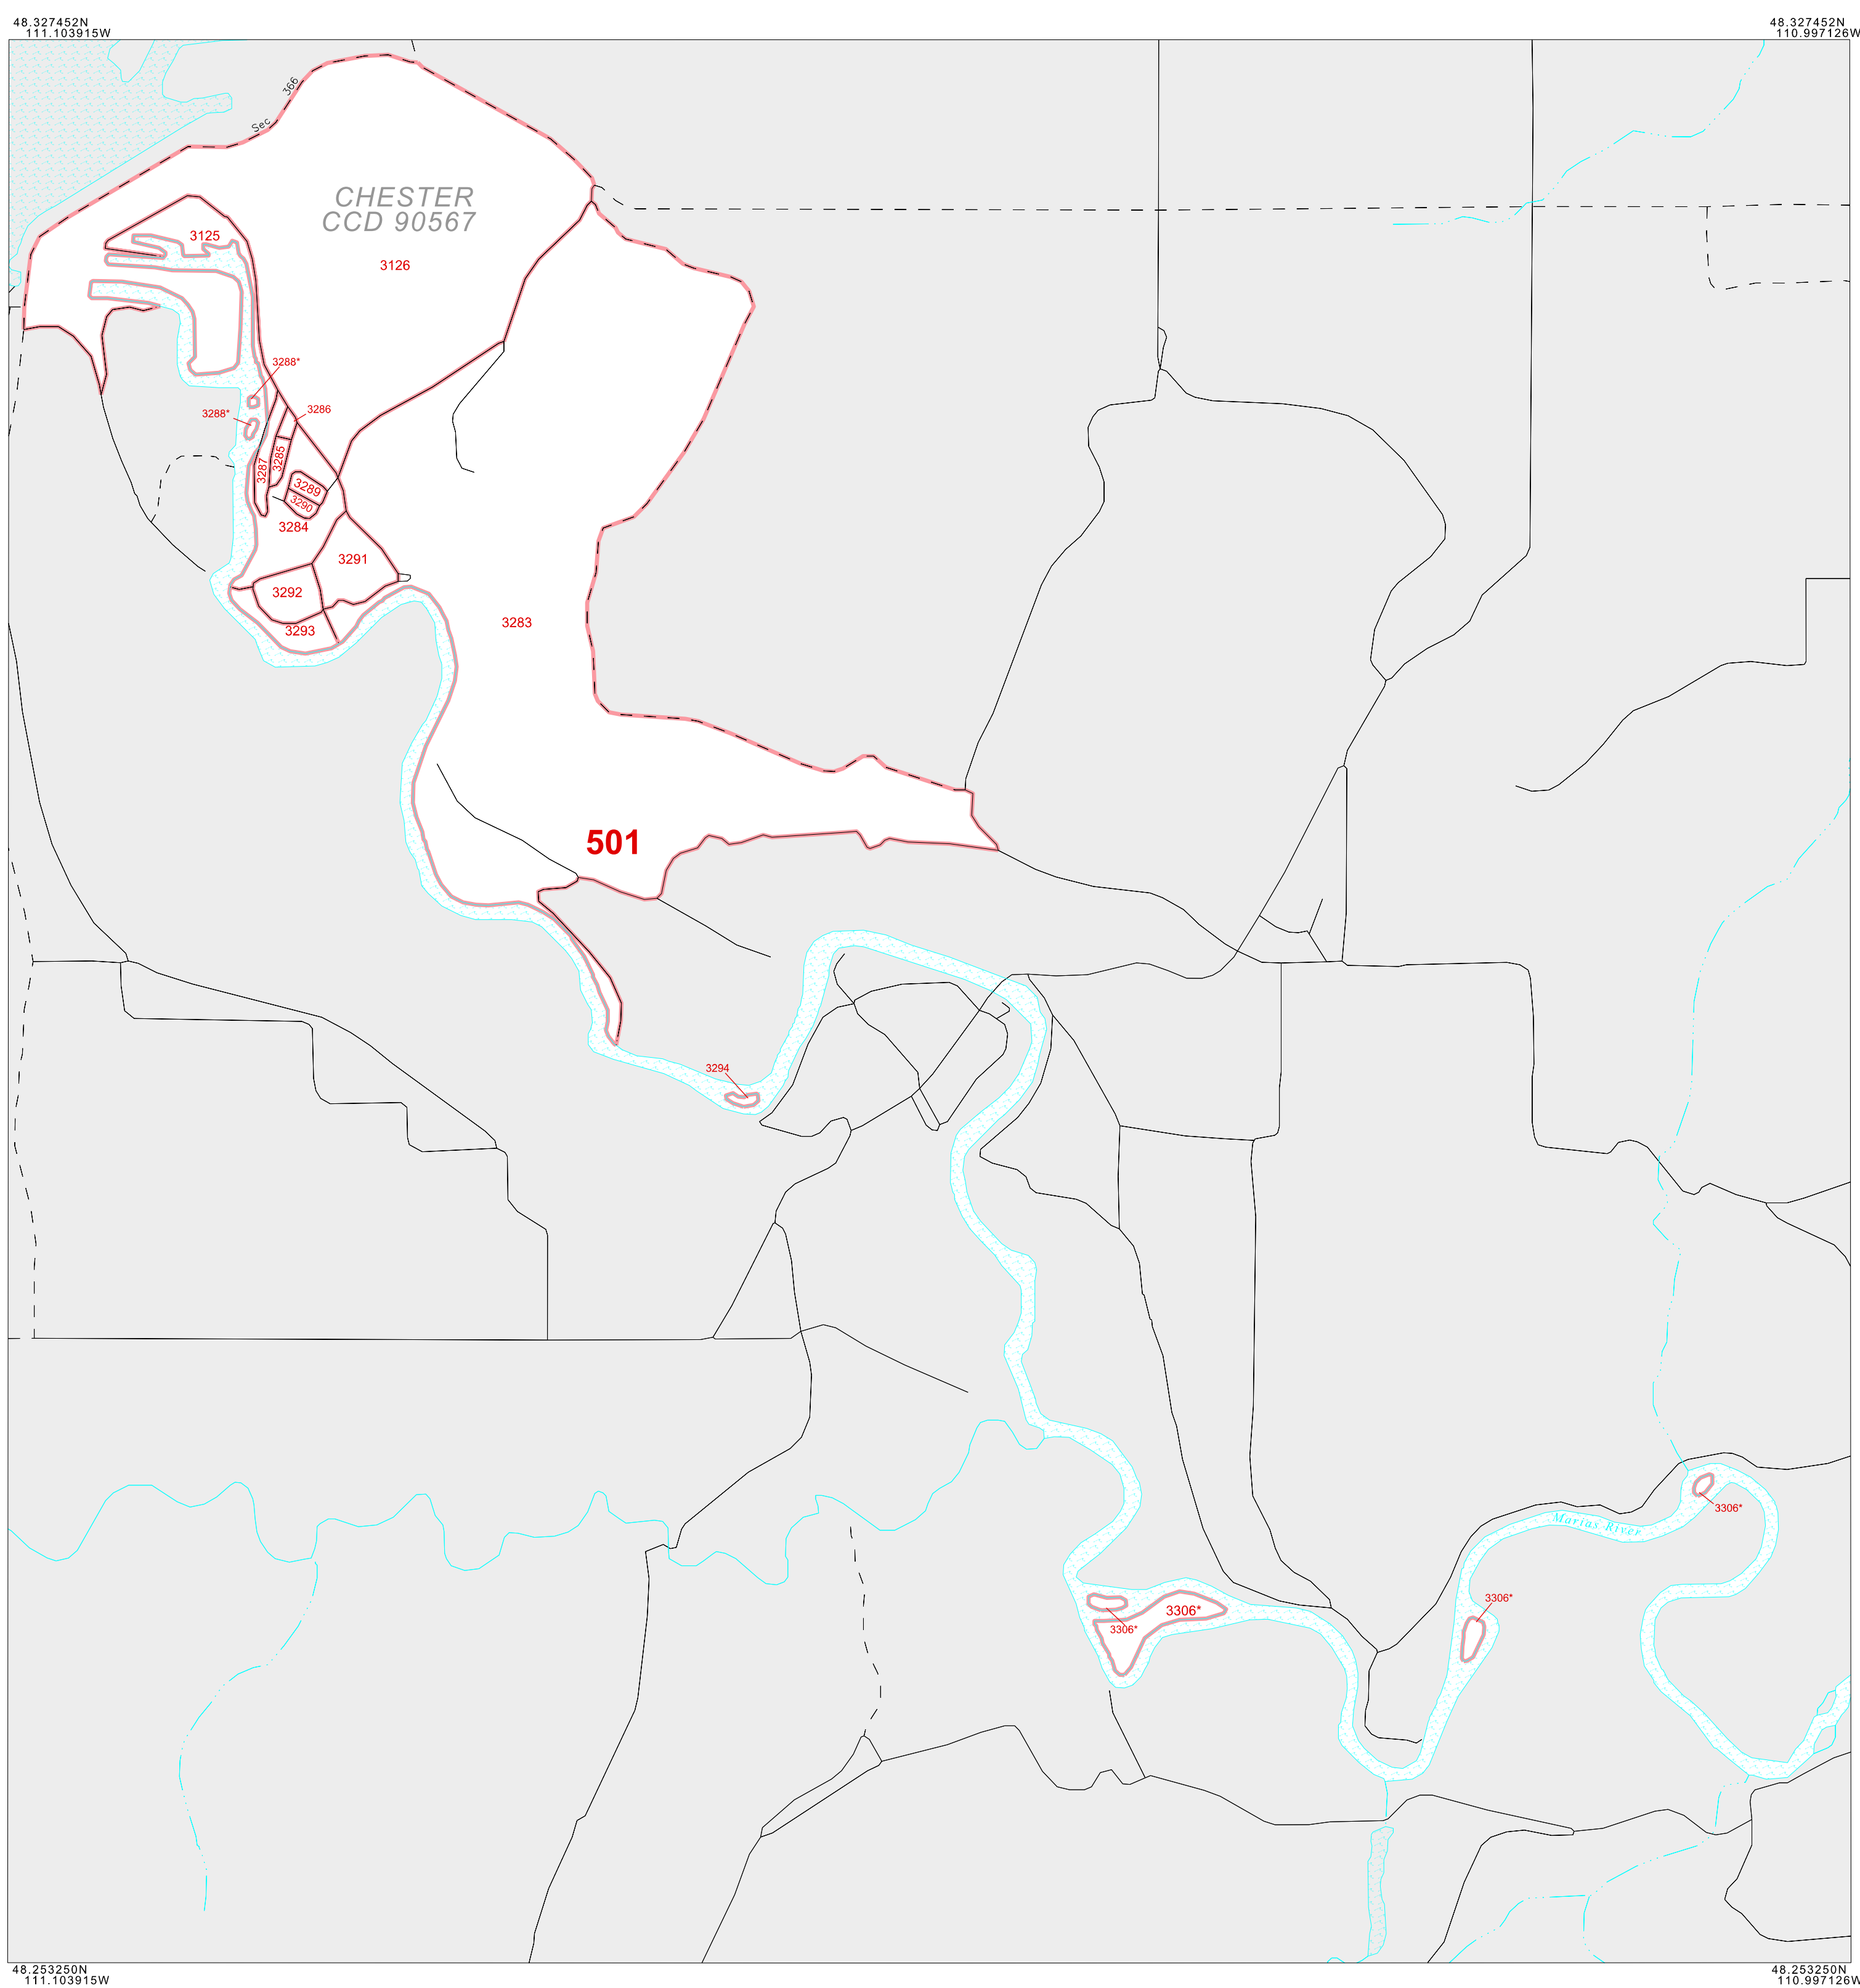 48.327452N
111.103915W
48.327452N
110.997126W
Sec 366
CHESTER
CCD 90567
3125
3126
3288*
3288*
3286
3285
3287
3289
3290
3284
3291
3292
3283
3293
501
3294
3306*
Marias River
3306*
3306*
3306*
48.253250N
111.103915W
48.253250N
110.997126W